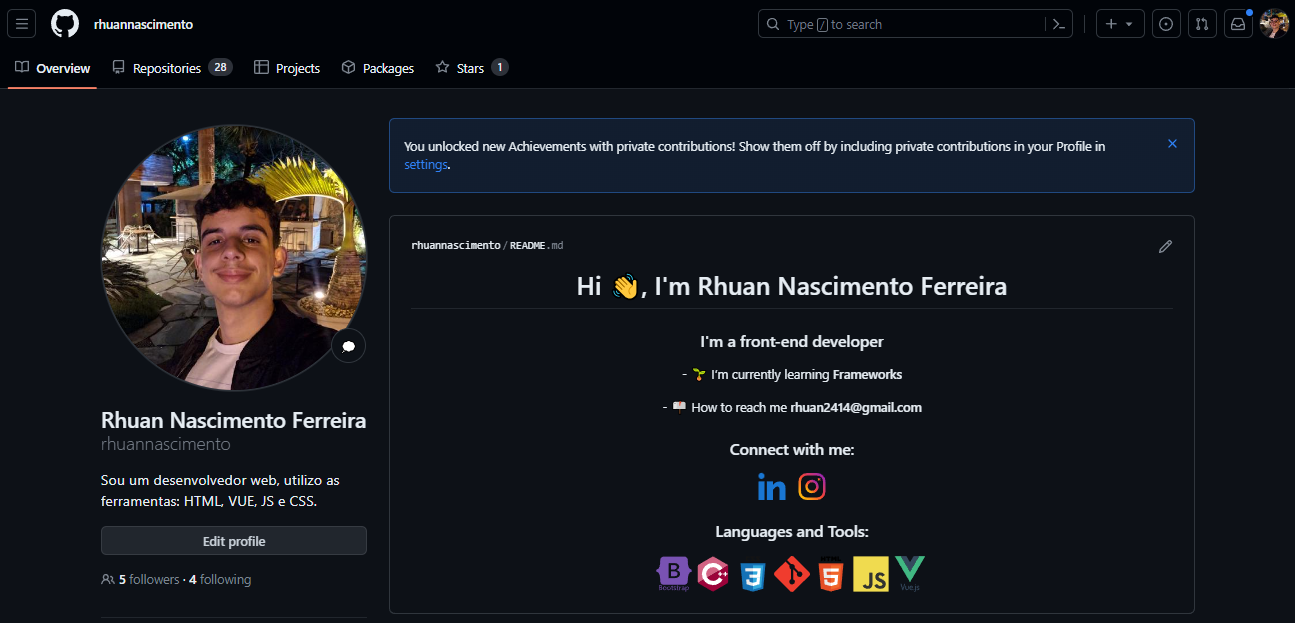 rhuannascimento
Type / to search
Overview
Repositories 28
Projects
Packages
Stars 1
You unlocked new Achievements with private contributions! Show them off by including private contributions in your Profile in
settings.
rhuannascimento / README.md
Hi 👋, I'm Rhuan Nascimento Ferreira
I'm a front-end developer
- 🌱 I’m currently learning Frameworks
- 📖 How to reach me rhuan2414@gmail.com
Connect with me:
in
Languages and Tools:
B C++ 3 HTML 5 JS
Bootstrap Vue.js
Rhuan Nascimento Ferreira
rhuannascimento
Sou um desenvolvedor web, utilizo as
ferramentas: HTML, VUE, JS e CSS.
Edit profile
5 followers · 4 following